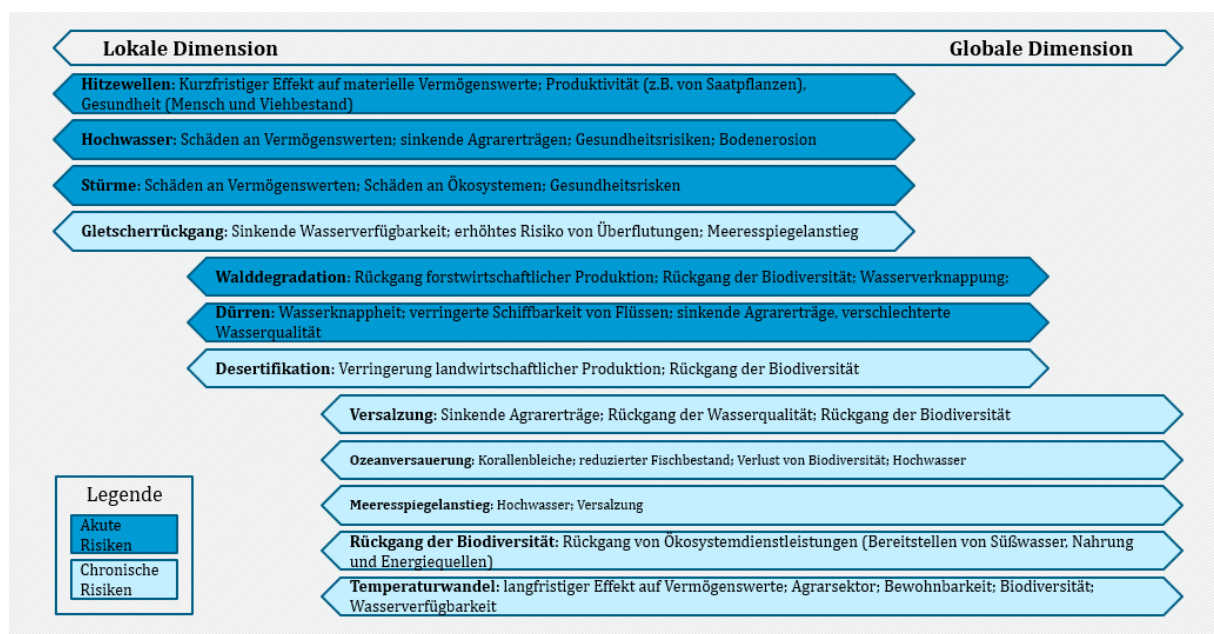 Lokale Dimension
Globale Dimension
Hitzewellen: Kurzfristiger Effekt auf materielle Vermögenswerte; Produktivität (z.B. von Saatpflanzen),
Gesundheit (Mensch und Viehbestand)
Hochwasser: Schäden an Vermögenswerten; sinkende Agrarerträgen; Gesundheitsrisiken; Bodenerosion
Stürme: Schäden an Vermögenswerten; Schäden an Ökosystemen; Gesundheitsrisken
Gletscherrückgang: Sinkende Wasserverfügbarkeit; erhöhtes Risiko von Überflutungen; Meeresspiegelanstieg
Walddegradation: Rückgang forstwirtschaftlicher Produktion; Rückgang der Biodiversität; Wasserverknappung;
Dürren: Wasserknappheit; verringerte Schiffbarkeit von Flüssen; sinkende Agrarerträge, verschlechterte
Wasserqualität
Desertifikation: Verringerung landwirtschaftlicher Produktion; Rückgang der Biodiversität
Versalzung: Sinkende Agrarerträge; Rückgang der Wasserqualität; Rückgang der Biodiversität
Ozeanversauerung: Korallenbleiche; reduzierter Fischbestand; Verlust von Biodiversität; Hochwasser
Meeresspiegelanstieg: Hochwasser; Versalzung
Rückgang der Biodiversität: Rückgang von Ökosystemdienstleistungen (Bereitstellen von Süßwasser, Nahrung
und Energiequellen)
Temperaturwandel: langfristiger Effekt auf Vermögenswerte; Agrarsektor; Bewohnbarkeit; Biodiversität;
Wasserverfügbarkeit
Legende
Akute
Risiken
Chronische
Risiken